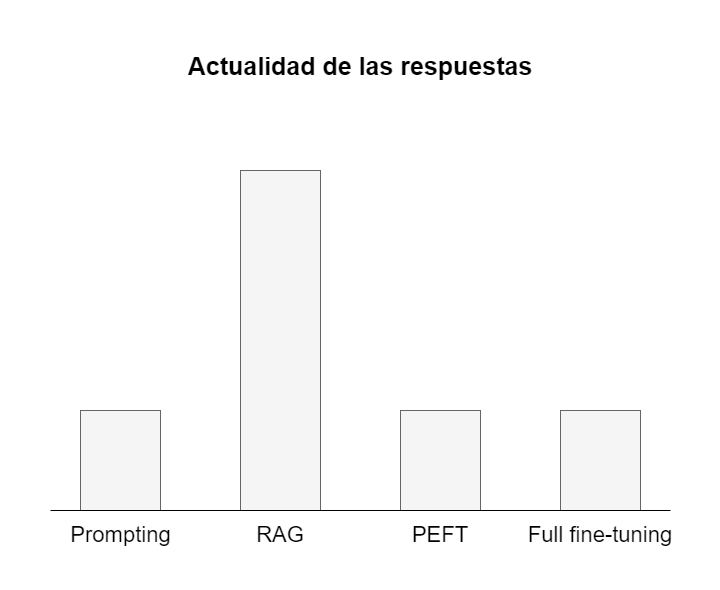 Actualidad de las respuestas
Prompting RAG PEFT Full fine-tuning